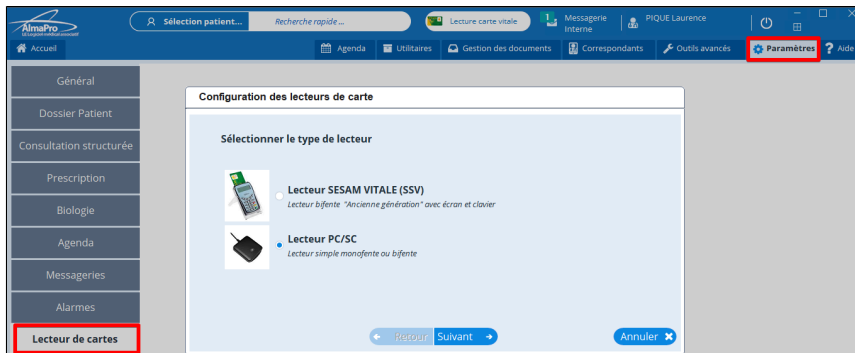 AlmaPro
Sélection patient...
Recherche rapide ...
Lecture carte vitale
1
Messagerie
Interne
PIQUE Laurence
Accueil
Agenda
Utilitaires
Gestion des documents
Correspondants
Outils avancés
Paramètres
? Aide
Général
Dossier Patient
Consultation structurée
Prescription
Biologie
Agenda
Messageries
Alarmes
Lecteur de cartes
Configuration des lecteurs de carte
Sélectionner le type de lecteur
Lecteur SESAM VITALE (SSV)
Lecteur bifente "Ancienne génération" avec écran et clavier
Lecteur PC/SC
Lecteur simple monofente ou bifente
Retour
Suivant
Annuler